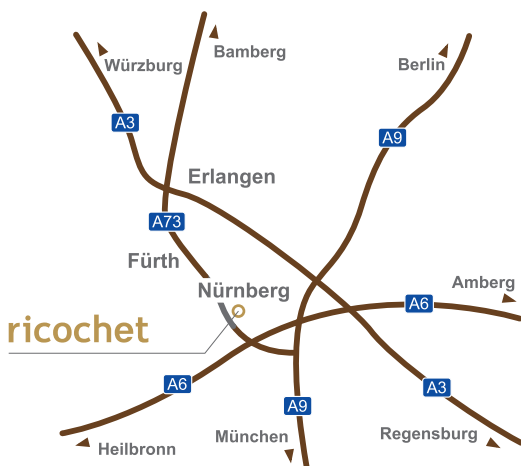 Bamberg
Würzburg
Berlin
A3
A9
Erlangen
A73
Fürth
Nürnberg
Amberg
A6
ricochet
A6
A3
A9
München
Regensburg
Heilbronn